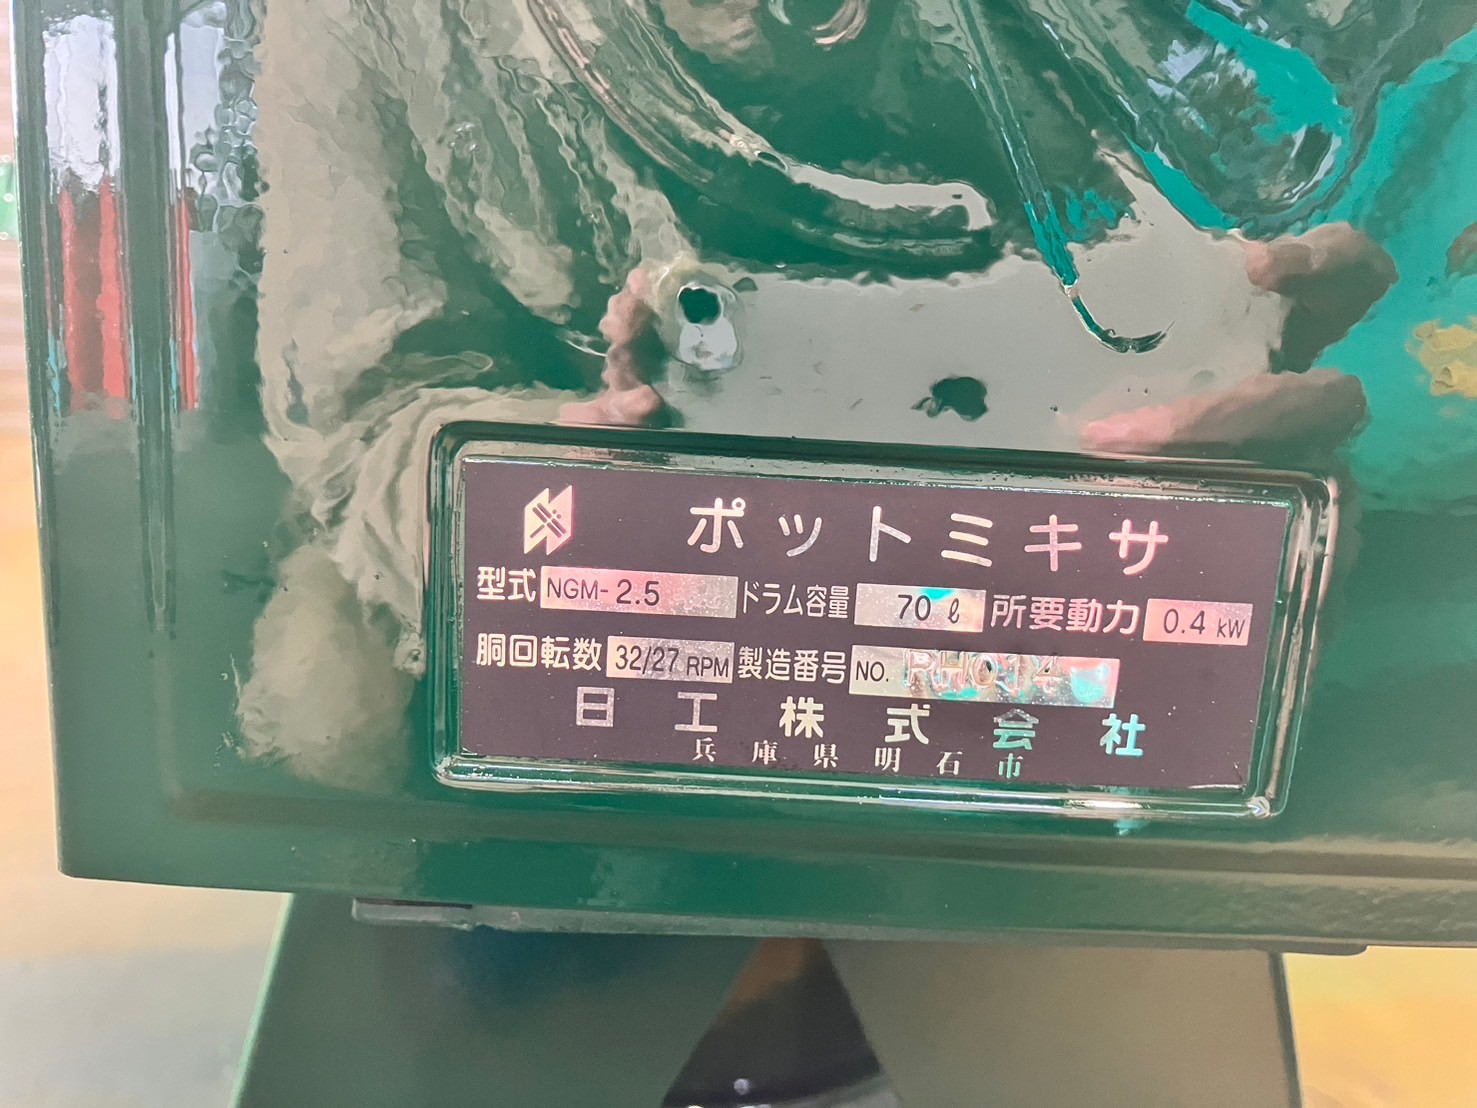 ポットミキサ
型式 NGM-2.5 ドラム容量 70ℓ 所要動力 0.4 kW
胴回転数 32/27 RPM 製造番号 NO.
日工株式会社
兵庫県明石市